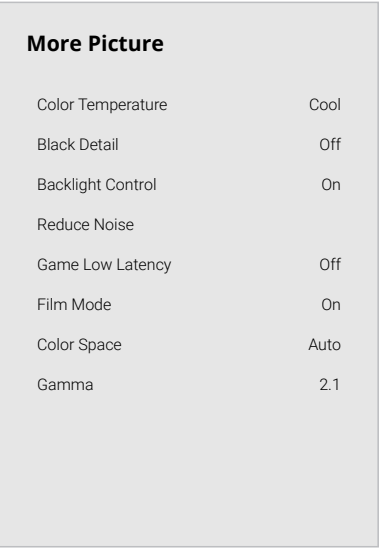 More Picture
Color Temperature Cool
Black Detail Off
Backlight Control On
Reduce Noise
Game Low Latency Off
Film Mode On
Color Space Auto
Gamma 2.1